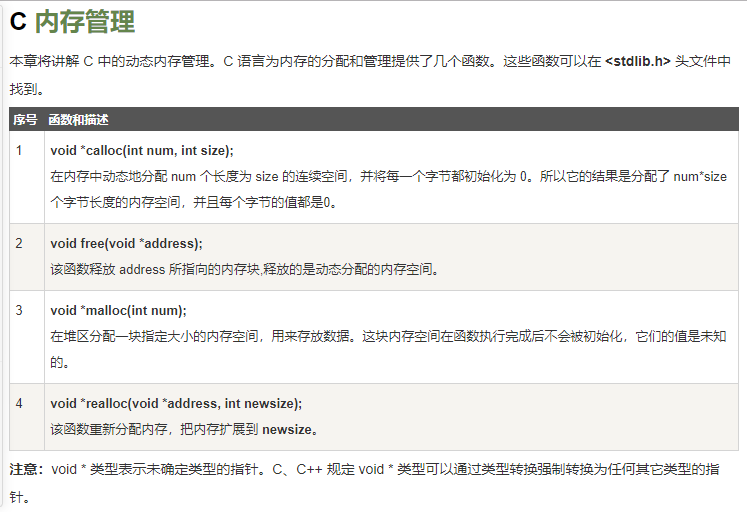 C 内存管理
本章将讲解 C 中的动态内存管理。C 语言为内存的分配和管理提供了几个函数。这些函数可以在 <stdlib.h> 头文件中
找到。
序号 函数和描述
1 void *calloc(int num, int size);
在内存中动态地分配 num 个长度为 size 的连续空间，并将每一个字节都初始化为 0。所以它的结果是分配了 num*size
个字节长度的内存空间，并且每个字节的值都是0。
2 void free(void *address);
该函数释放 address 所指向的内存块,释放的是动态分配的内存空间。
3 void *malloc(int num);
在堆区分配一块指定大小的内存空间，用来存放数据。这块内存空间在函数执行完成后不会被初始化，它们的值是未知
的。
4 void *realloc(void *address, int newsize);
该函数重新分配内存，把内存扩展到 newsize。
注意：void * 类型表示未确定类型的指针。C、C++ 规定 void * 类型可以通过类型转换强制转换为任何其它类型的指
针。